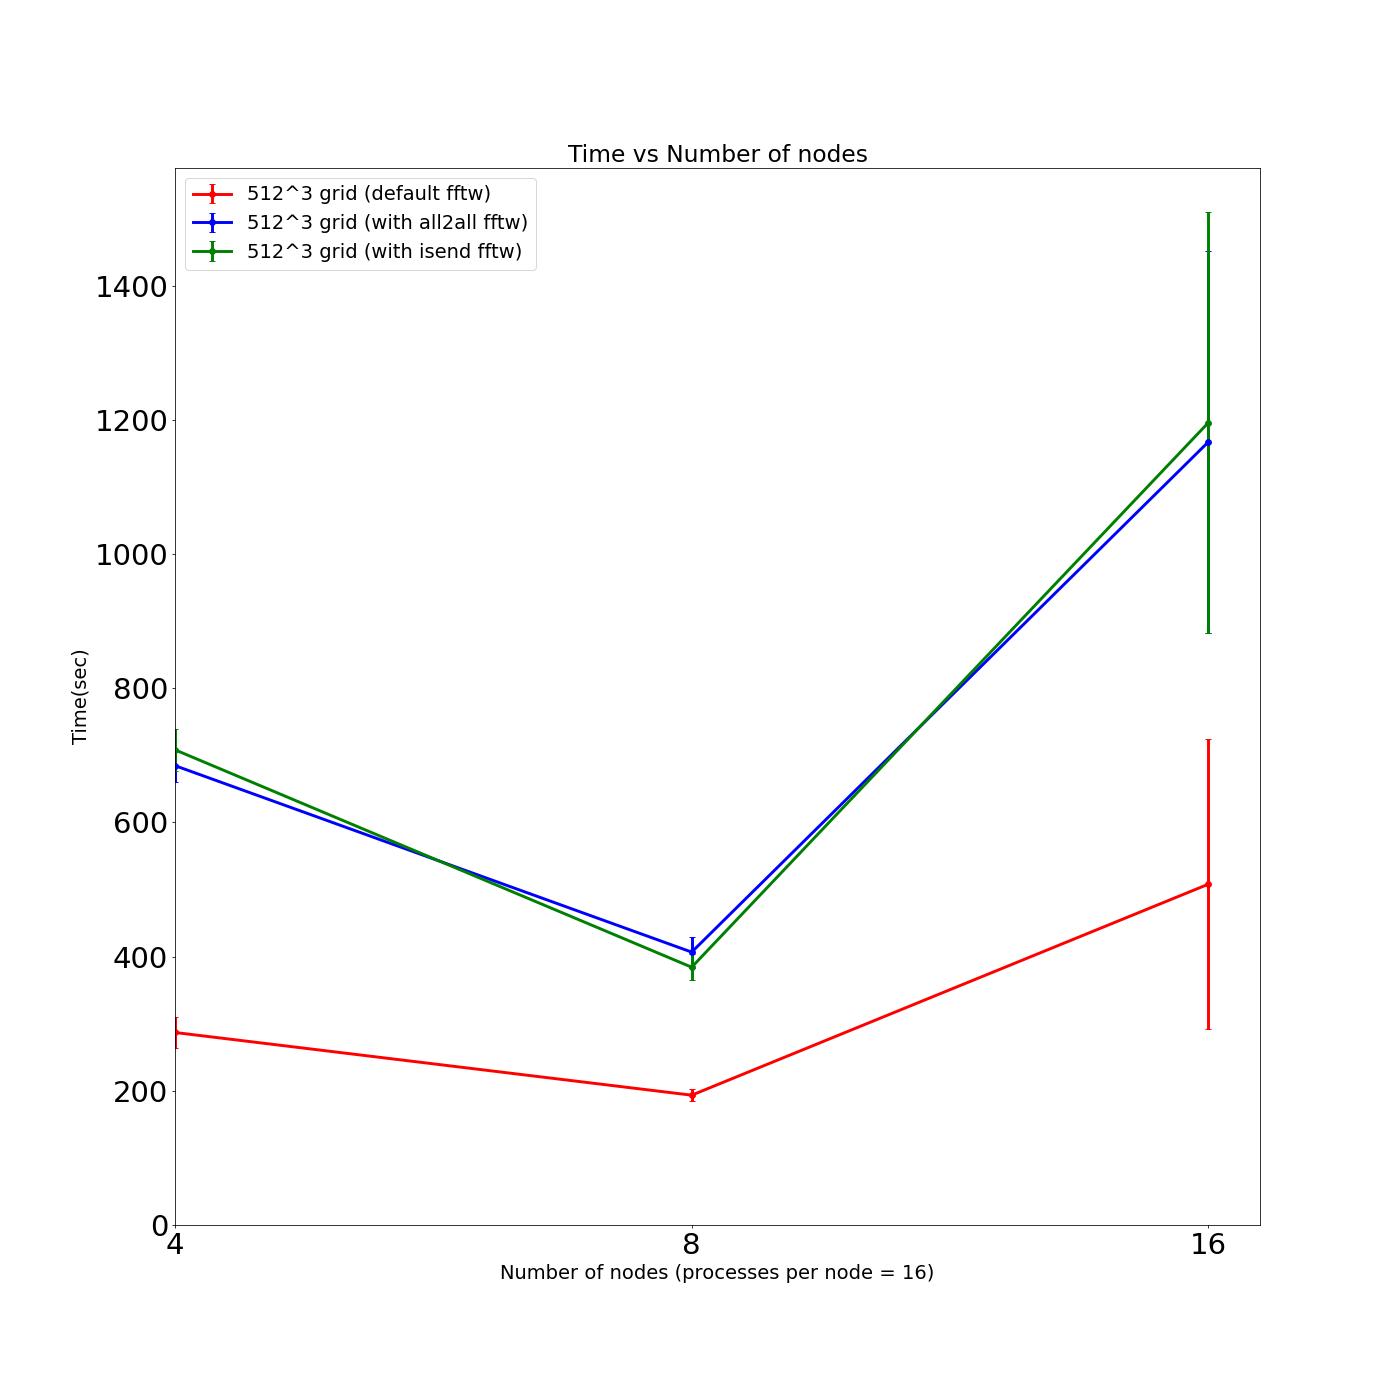 Time vs Number of nodes
512^3 grid (default fftw)
512^3 grid (with all2all fftw)
512^3 grid (with isend fftw)
1400
1200
1000
800
600
400
200
0
Time(sec)
4 8 16
Number of nodes (processes per node = 16)